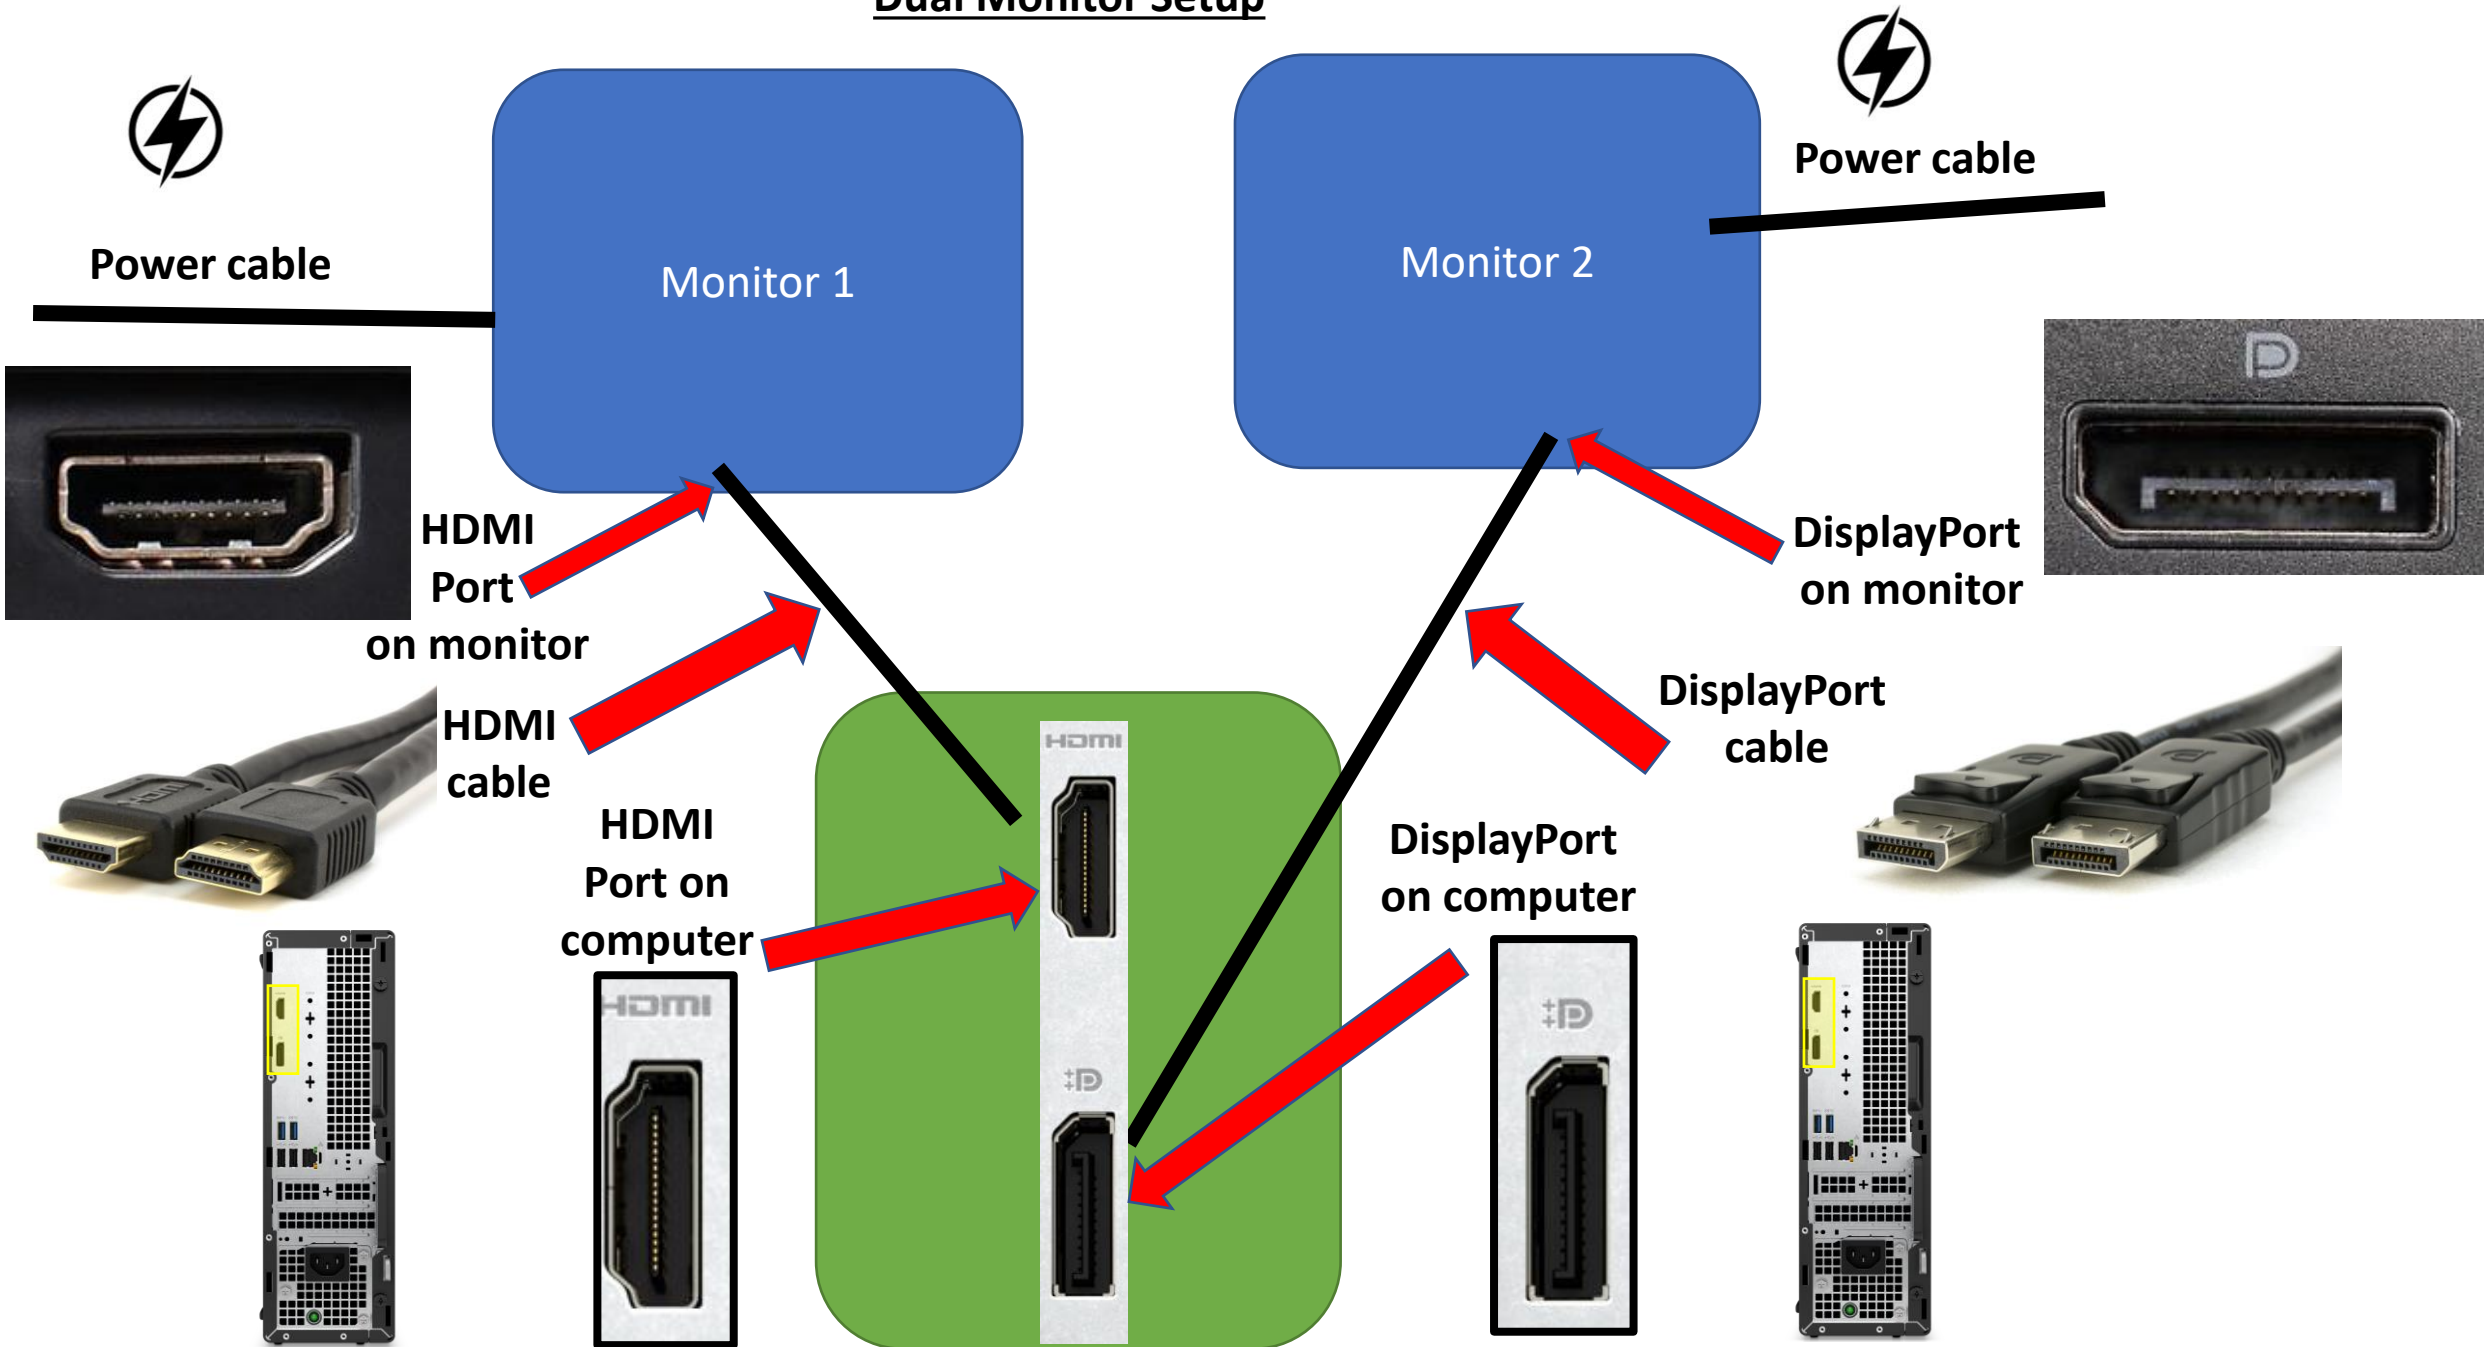 Dual Monitor Setup
Power cable
Power cable
Monitor 1
Monitor 2
HDMI
Port
on monitor
DisplayPort
on monitor
HDMI
cable
DisplayPort
cable
HDMI
HDMI
Port on
computer
DisplayPort
on computer
HDMI